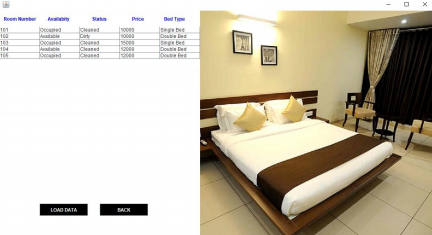 Room Number Availabity Status Price Bed Type
101 Occupied Cleaned 10000 Single Bed
102 Available Dirty 10000 Double Bed
103 Occupied Cleaned 15000 Single Bed
104 Available Cleaned 12000 Double Bed
105 Occupied Cleaned 12000 Double Bed
LOAD DATA BACK